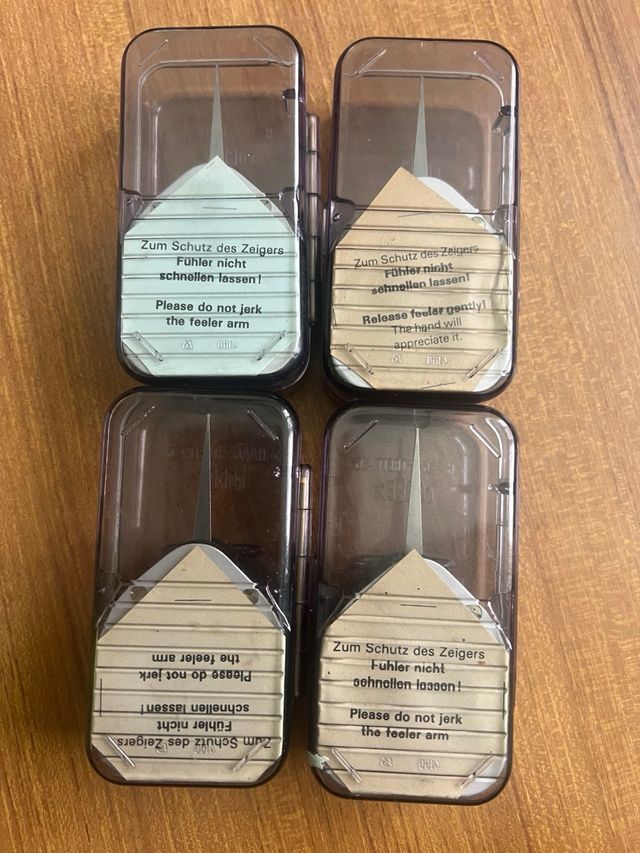 Zum Schutz des Zeigers
Fühler nicht
schnellen lassen!
Please do not jerk
the feeler arm
Zum Schutz des Zeigers
Fühler nicht
schnellen lassen!
Release feeler gently!
The hand will
appreciate it.
Zum Schutz des Zeigers
Fühler nicht
schnellen lassen!
Please do not jerk
the feeler arm
Zum Schutz des Zeigers
Fühler nicht
schnellen lassen!
Please do not jerk
the feeler arm